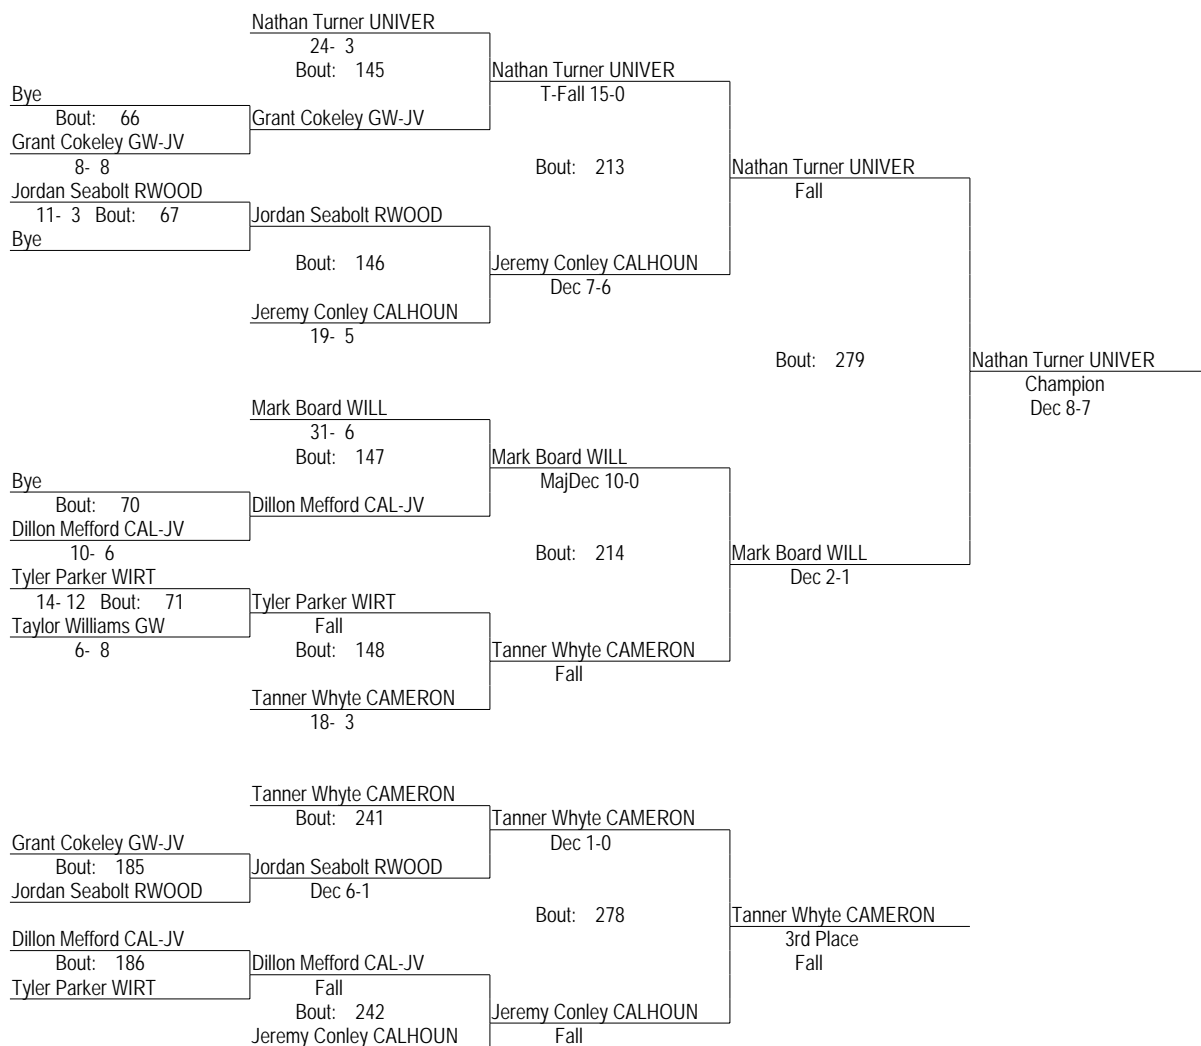 Nathan Turner UNIVER
24- 3
Bout: 145
Nathan Turner UNIVER
T-Fall 15-0
Bye
Bout: 66
Grant Cokeley GW-JV
Grant Cokeley GW-JV
8- 8
Bout: 213
Nathan Turner UNIVER
Fall
Jordan Seabolt RWOOD
11- 3 Bout: 67
Jordan Seabolt RWOOD
Bye
Bout: 146
Jeremy Conley CALHOUN
Dec 7-6
Jeremy Conley CALHOUN
19- 5
Bout: 279
Nathan Turner UNIVER
Champion
Dec 8-7
Mark Board WILL
31- 6
Bout: 147
Mark Board WILL
MajDec 10-0
Bye
Bout: 70
Dillon Mefford CAL-JV
Dillon Mefford CAL-JV
10- 6
Bout: 214
Mark Board WILL
Dec 2-1
Tyler Parker WIRT
14- 12 Bout: 71
Tyler Parker WIRT
Fall
Taylor Williams GW
6- 8
Bout: 148
Tanner Whyte CAMERON
Fall
Tanner Whyte CAMERON
18- 3
Tanner Whyte CAMERON
Bout: 241
Tanner Whyte CAMERON
Dec 1-0
Grant Cokeley GW-JV
Bout: 185
Jordan Seabolt RWOOD
Dec 6-1
Jordan Seabolt RWOOD
Bout: 278
Tanner Whyte CAMERON
3rd Place
Fall
Dillon Mefford CAL-JV
Bout: 186
Dillon Mefford CAL-JV
Fall
Tyler Parker WIRT
Bout: 242
Jeremy Conley CALHOUN
Fall
Jeremy Conley CALHOUN